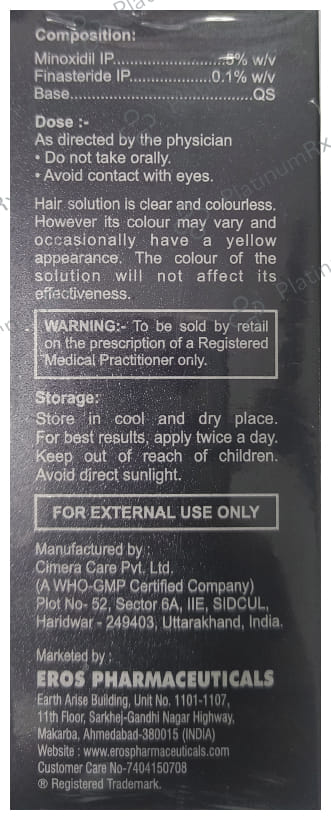 Composition:
Minoxidil IP..........................5% w/v
Finasteride IP....................0.1% w/v
Base............................................QS
Dose :-
As directed by the physician
• Do not take orally.
• Avoid contact with eyes.
Hair solution is clear and colourless.
However its colour may vary and
occasionally have a yellow
appearance. The colour of the
solution will not affect its
effectiveness.
WARNING:- To be sold by retail
on the prescription of a Registered
Medical Practitioner only.
Storage:
Store in cool and dry place.
For best results, apply twice a day.
Keep out of reach of children.
Avoid direct sunlight.
FOR EXTERNAL USE ONLY
Manufactured by :
Cimera Care Pvt. Ltd.
(A WHO-GMP Certified Company)
Plot No- 52, Sector 6A, IIE, SIDCUL,
Haridwar - 249403, Uttarakhand, India.
Marketed by :
EROS PHARMACEUTICALS
Earth Arise Building, Unit No. 1101-1107,
11th Floor, Sarkhej-Gandhi Nagar Highway,
Makarba, Ahmedabad-380015 (INDIA)
Website : www.erospharmaceuticals.com
Customer Care No-7404150708
® Registered Trademark.
PlatinumRx